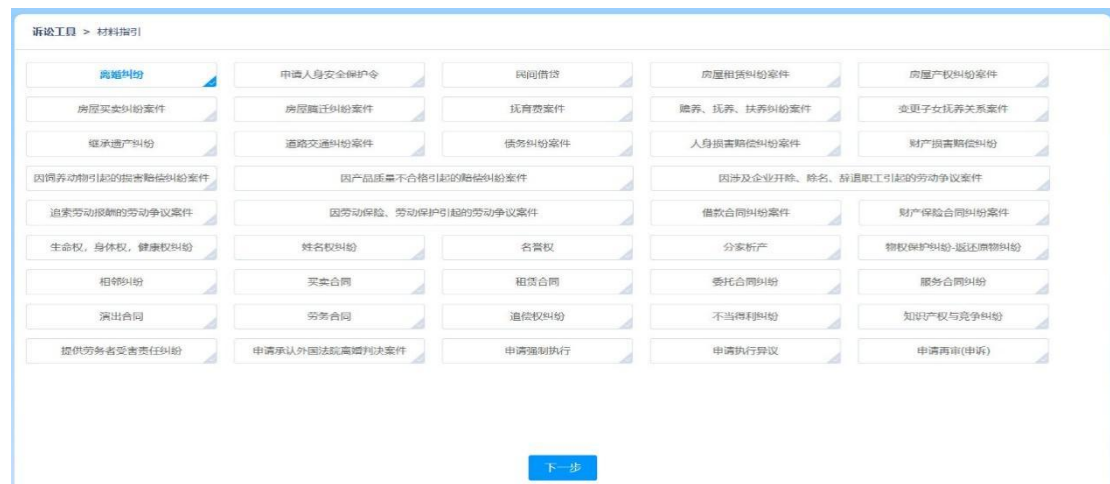 诉讼工具 > 材料指引
离婚纠纷 申请人身安全保护令 民间借贷 房屋租赁纠纷案件 房屋产权纠纷案件
房屋买卖纠纷案件 房屋腾迁纠纷案件 抚育费案件 赡养、抚养、扶养纠纷案件 变更子女抚养关系案件
继承遗产纠纷 道路交通纠纷案件 债务纠纷案件 人身损害赔偿纠纷案件 财产损害赔偿纠纷
因饲养动物引起的损害赔偿纠纷案件 因产品质量不合格引起的赔偿纠纷案件 因涉及企业开除、除名、辞退职工引起的劳动争议案件
追索劳动报酬的劳动争议案件 因劳动保险、劳动保护引起的劳动争议案件 借款合同纠纷案件 财产保险合同纠纷案件
生命权，身体权，健康权纠纷 姓名权纠纷 名誉权 分家析产 物权保护纠纷-返还原物纠纷
相邻纠纷 买卖合同 租赁合同 委托合同纠纷 服务合同纠纷
演出合同 劳务合同 追偿权纠纷 不当得利纠纷 知识产权与竞争纠纷
提供劳务者受害责任纠纷 申请承认外国法院离婚判决案件 申请强制执行 申请执行异议 申请再审(申诉)
下一步